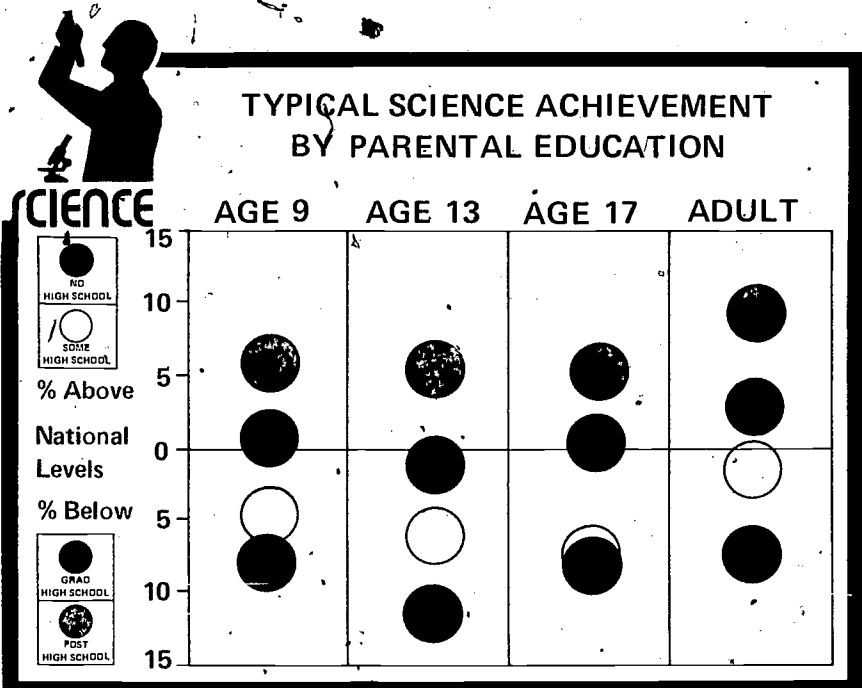 TYPICAL SCIENCE ACHIEVEMENT
BY PARENTAL EDUCATION
SCIENCE
AGE 9 AGE 13 AGE 17 ADULT
15
NO
HIGH SCHOOL
10
SOME
HIGH SCHOOL
5
% Above
National
0
Levels
% Below
5
GRAD
HIGH SCHOOL
10
POST
HIGH SCHOOL
15